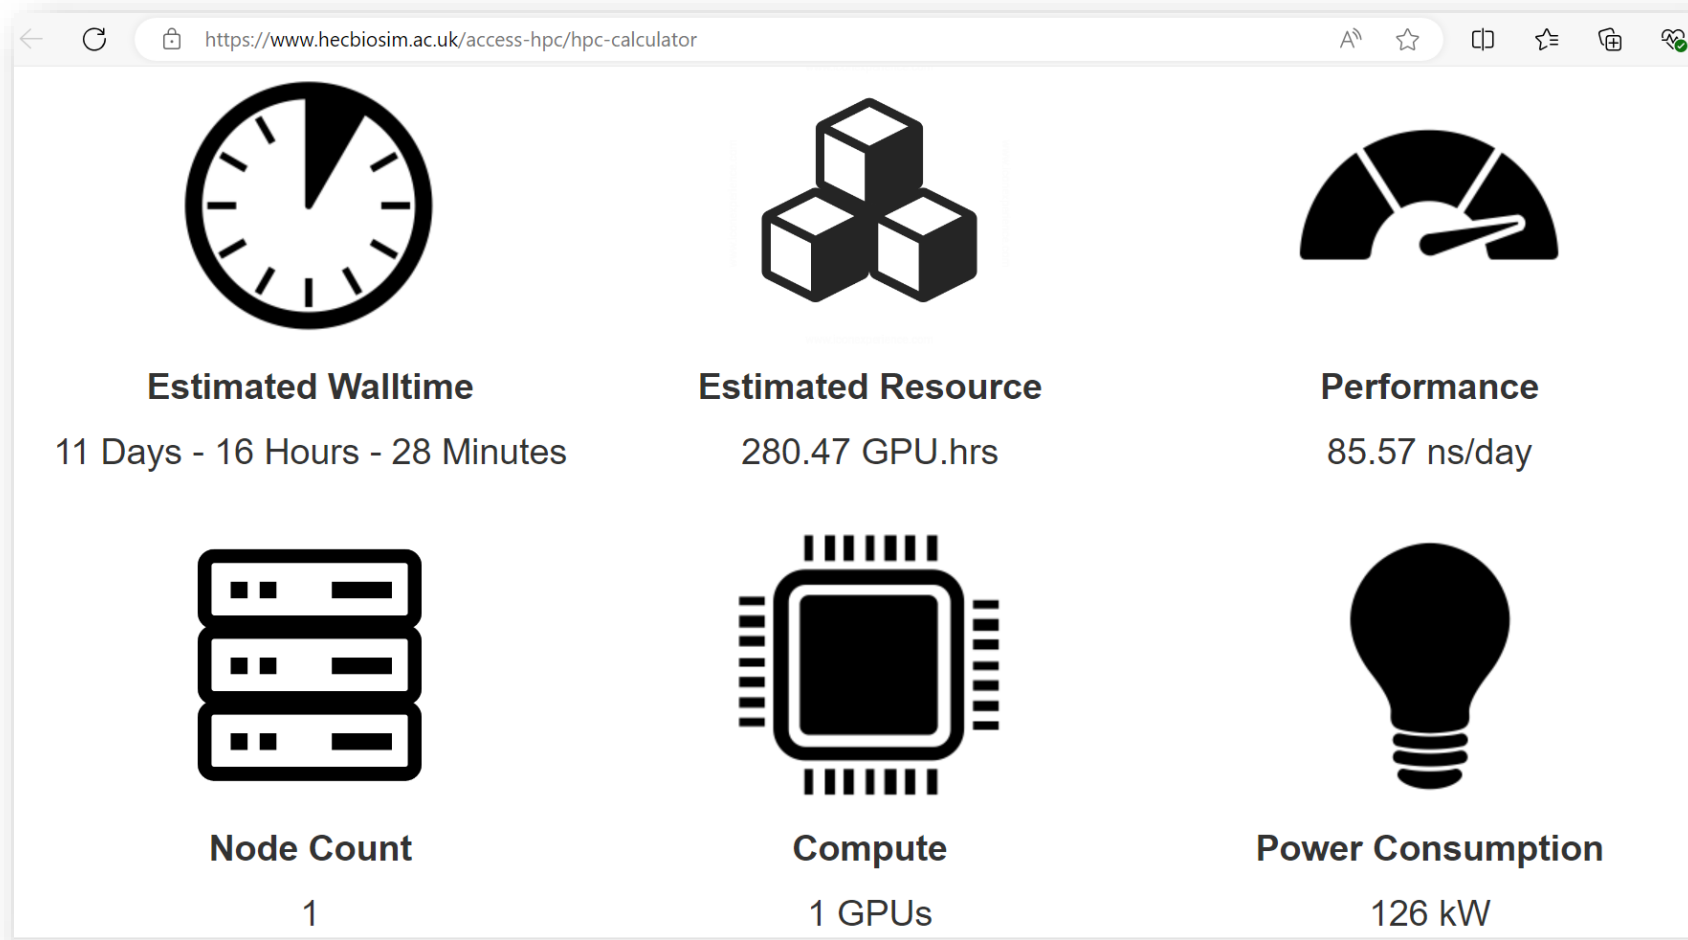 https://www.hecbiosim.ac.uk/access-hpc/hpc-calculator
Estimated Walltime
11 Days - 16 Hours - 28 Minutes
Estimated Resource
280.47 GPU.hrs
Performance
85.57 ns/day
Node Count
1
Compute
1 GPUs
Power Consumption
126 kW